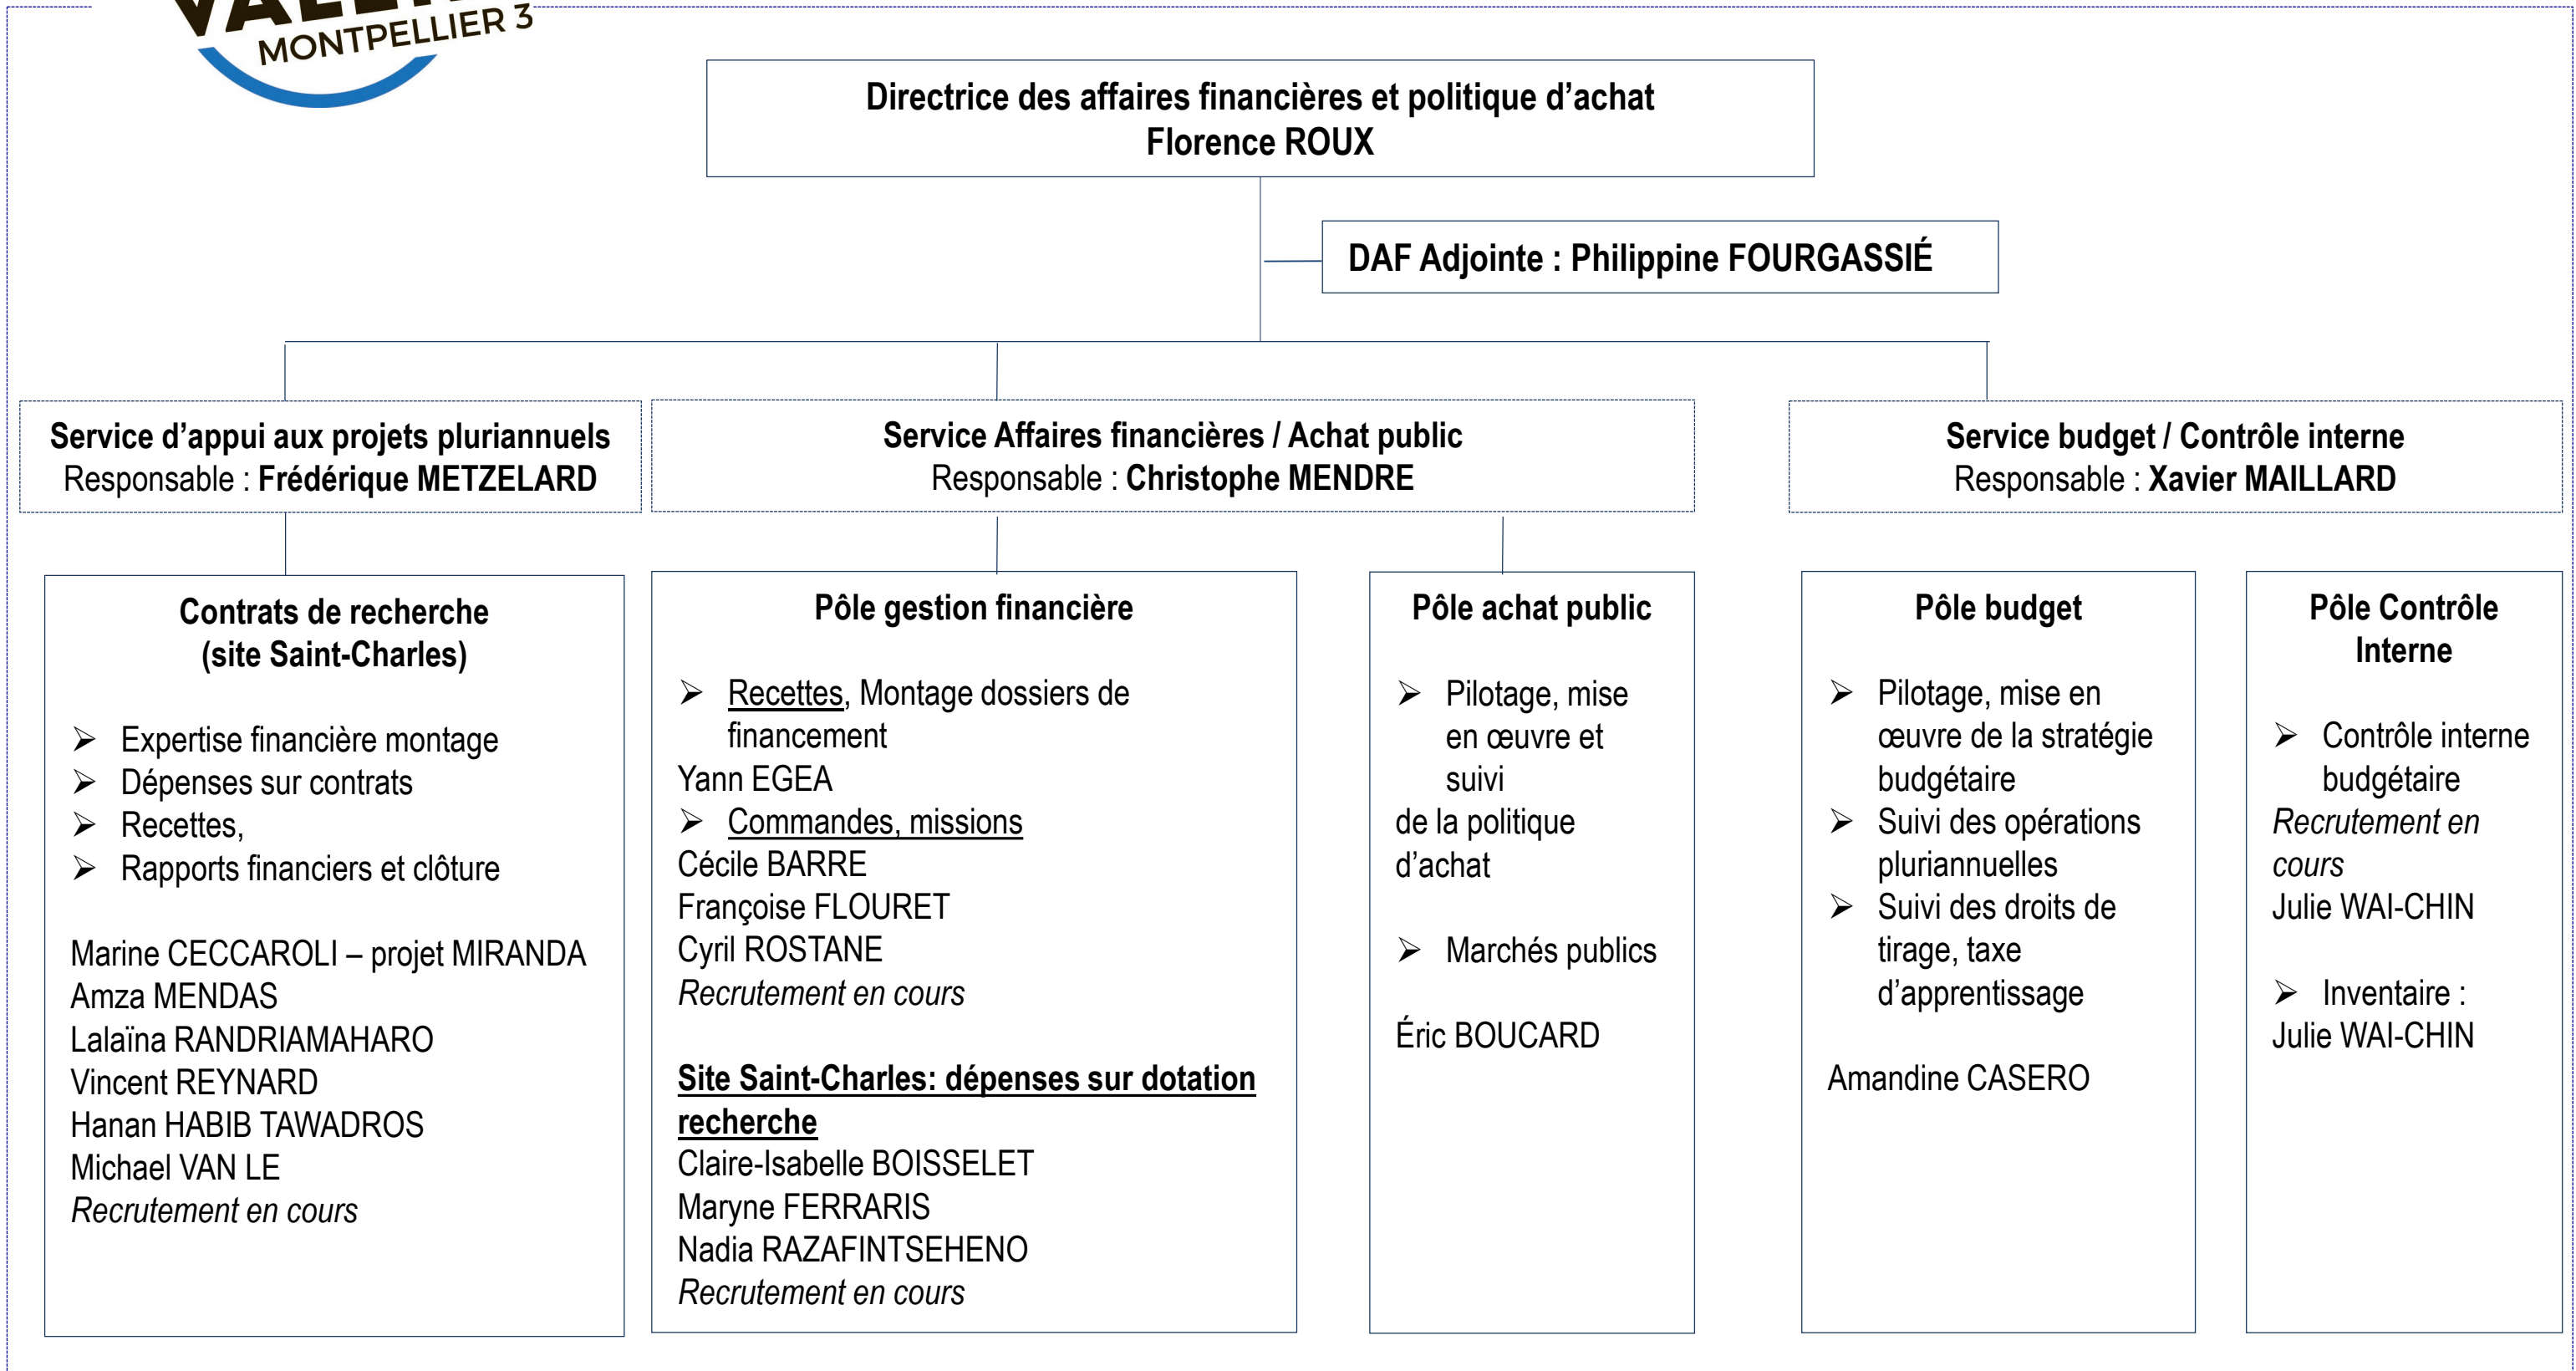 MONTPELLIER 3
Directrice des affaires financières et politique d’achat
Florence ROUX
DAF Adjointe : Philippine FOURGASSIÉ
Service d’appui aux projets pluriannuels
Responsable : Frédérique METZELARD
Service Affaires financières / Achat public
Responsable : Christophe MENDRE
Service budget / Contrôle interne
Responsable : Xavier MAILLARD
Contrats de recherche
(site Saint-Charles)
➢ Expertise financière montage
➢ Dépenses sur contrats
➢ Recettes,
➢ Rapports financiers et clôture
Marine CECCAROLI – projet MIRANDA
Amza MENDAS
Lalaïna RANDRIAMAHARO
Vincent REYNARD
Hanan HABIB TAWADROS
Michael VAN LE
Recrutement en cours
Pôle gestion financière
➢ Recettes, Montage dossiers de
financement
Yann EGEA
➢ Commandes, missions
Cécile BARRE
Françoise FLOURET
Cyril ROSTANE
Recrutement en cours
Site Saint-Charles: dépenses sur dotation
recherche
Claire-Isabelle BOISSELET
Maryne FERRARIS
Nadia RAZAFINTSEHENO
Recrutement en cours
Pôle achat public
➢ Pilotage, mise
en œuvre et
suivi
de la politique
d’achat
➢ Marchés publics
Éric BOUCARD
Pôle budget
➢ Pilotage, mise en
œuvre de la stratégie
budgétaire
➢ Suivi des opérations
pluriannuelles
➢ Suivi des droits de
tirage, taxe
d’apprentissage
Amandine CASERO
Pôle Contrôle
Interne
➢ Contrôle interne
budgétaire
Recrutement en
cours
Julie WAI-CHIN
➢ Inventaire :
Julie WAI-CHIN